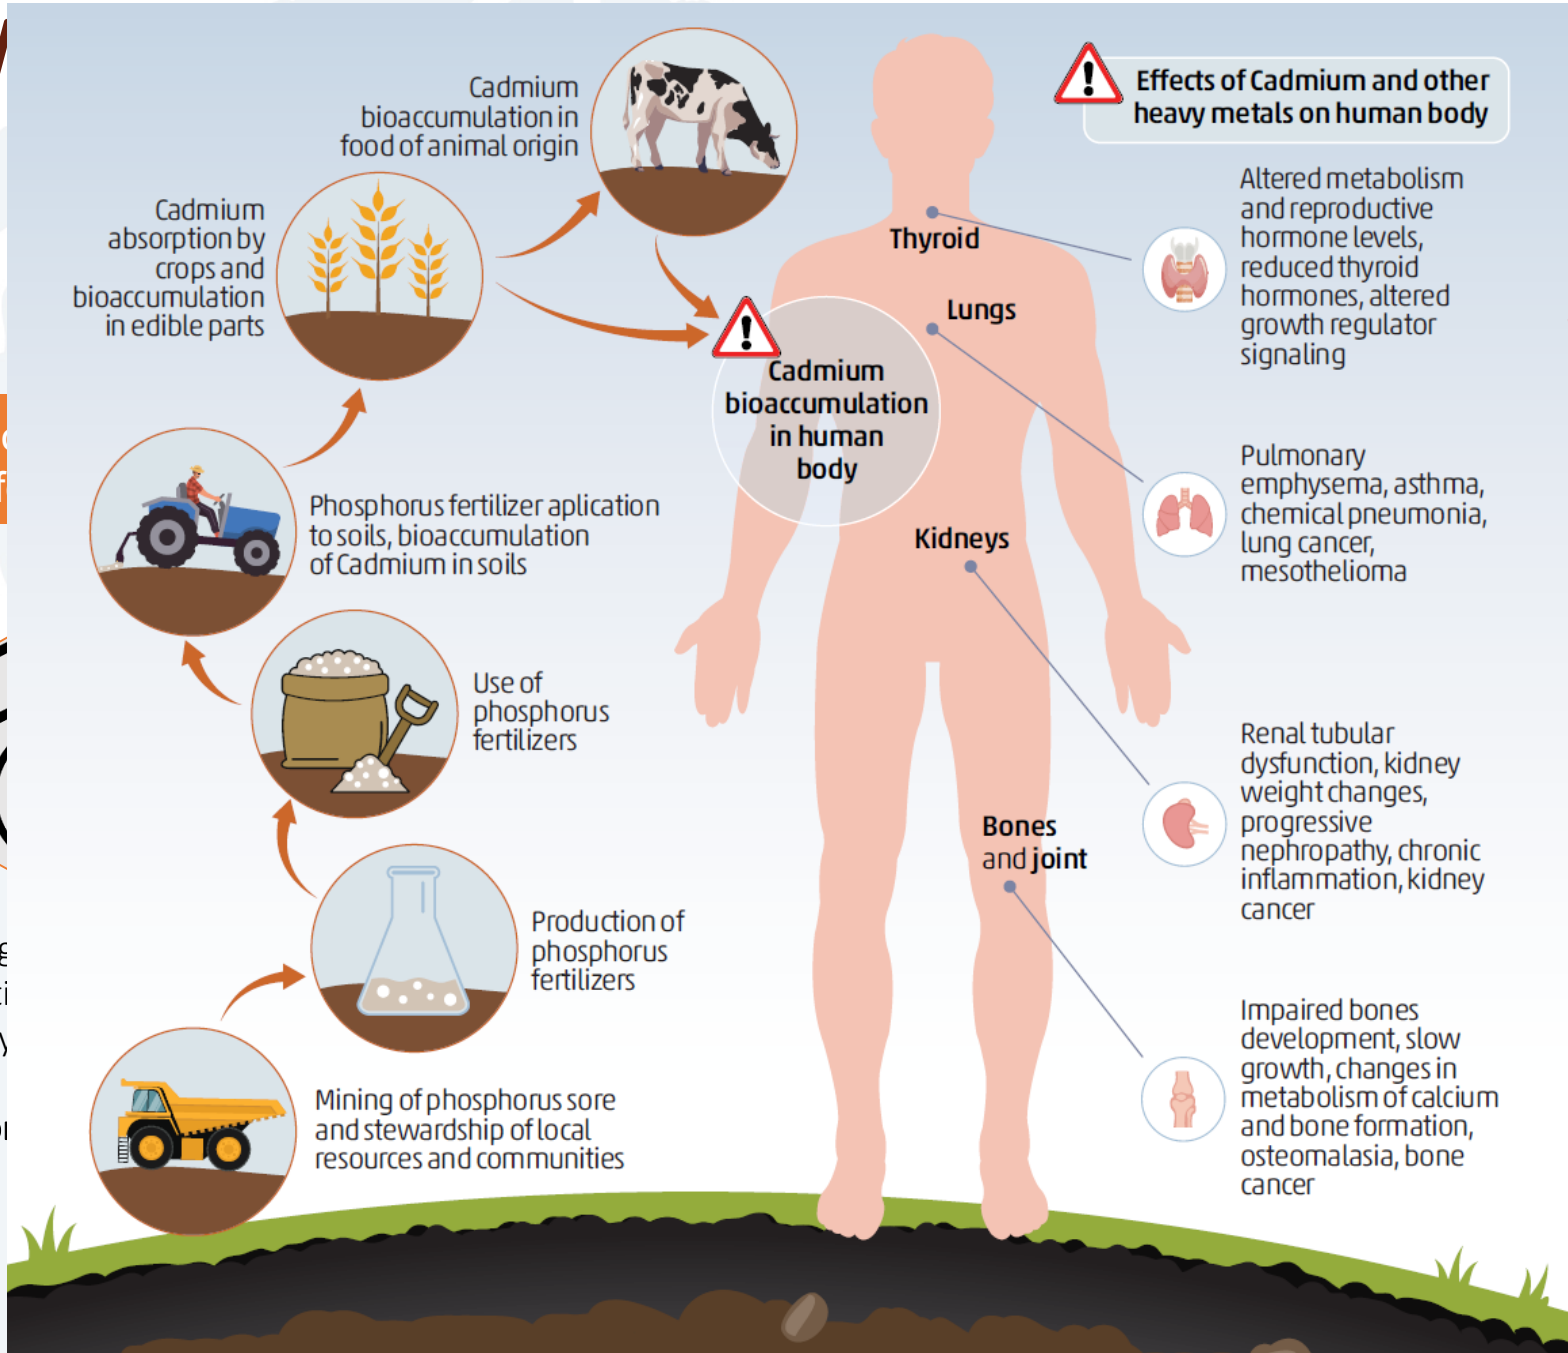 Cadmium
bioaccumulation in
food of animal origin
Cadmium
absorption by
crops and
bioaccumulation
in edible parts
Phosphorus fertilizer aplication
to soils, bioaccumulation
of Cadmium in soils
Use of
phosphorus
fertilizers
Production of
phosphorus
fertilizers
Mining of phosphorus sore
and stewardship of local
resources and communities
Cadmium
bioaccumulation
in human
body
Thyroid
Lungs
Kidneys
Bones
and joint
Effects of Cadmium and other
heavy metals on human body
Altered metabolism
and reproductive
hormone levels,
reduced thyroid
hormones, altered
growth regulator
signaling
Pulmonary
emphysema, asthma,
chemical pneumonia,
lung cancer,
mesothelioma
Renal tubular
dysfunction, kidney
weight changes,
progressive
nephropathy, chronic
inflammation, kidney
cancer
Impaired bones
development, slow
growth, changes in
metabolism of calcium
and bone formation,
osteomalasia, bone
cancer